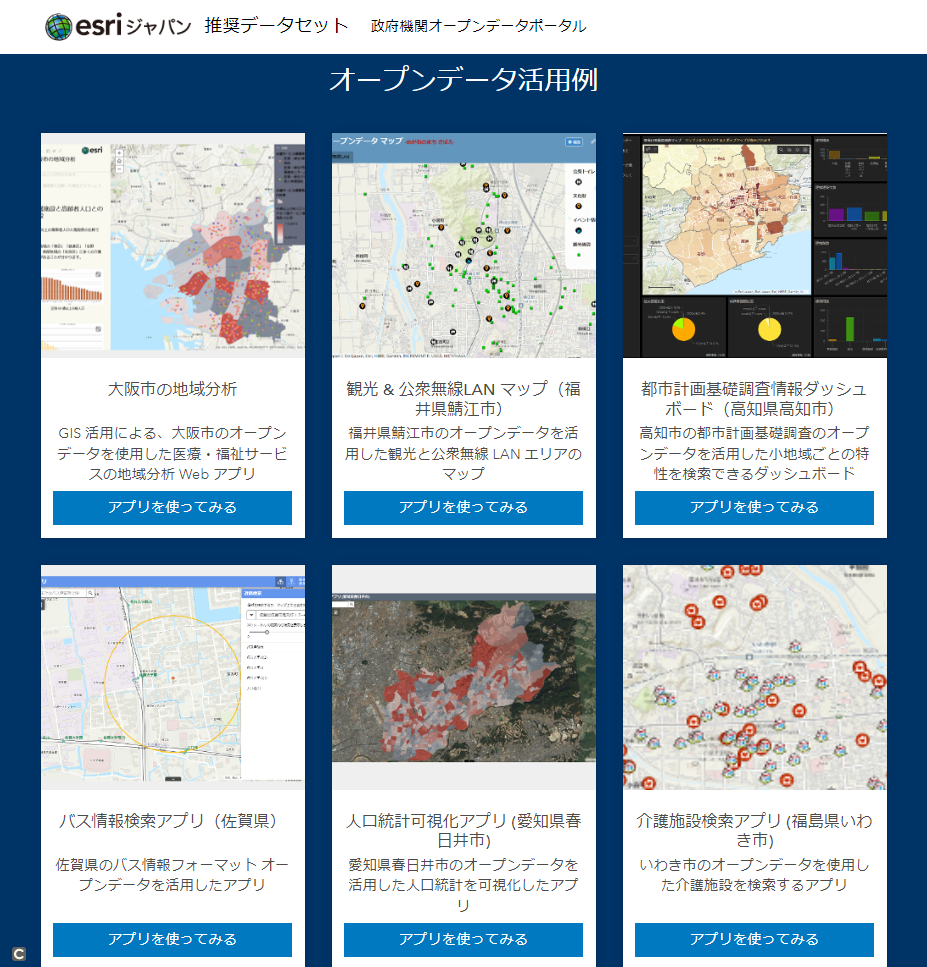 esriジャパン 推奨データセット 政府機関オープンデータポータル
オープンデータ活用例
大阪市の地域分析
GIS 活用による、大阪市のオープン
データを使用した医療・福祉サービ
スの地域分析 Web アプリ
アプリを使ってみる
観光 & 公衆無線LAN マップ（福
井県鯖江市）
福井県鯖江市のオープンデータを活
用した観光と公衆無線 LAN エリアの
マップ
アプリを使ってみる
都市計画基礎調査情報ダッシュ
ボード（高知県高知市）
高知市の都市計画基礎調査のオープ
ンデータを活用した小地域ごとの特
性を検索できるダッシュボード
アプリを使ってみる
バス情報検索アプリ（佐賀県）
佐賀県のバス情報フォーマット オー
プンデータを活用したアプリ
アプリを使ってみる
人口統計可視化アプリ (愛知県春
日井市)
愛知県春日井市のオープンデータを
活用した人口統計を可視化したアプ
リ
アプリを使ってみる
介護施設検索アプリ (福島県いわ
き市)
いわき市のオープンデータを使用し
た介護施設を検索するアプリ
アプリを使ってみる